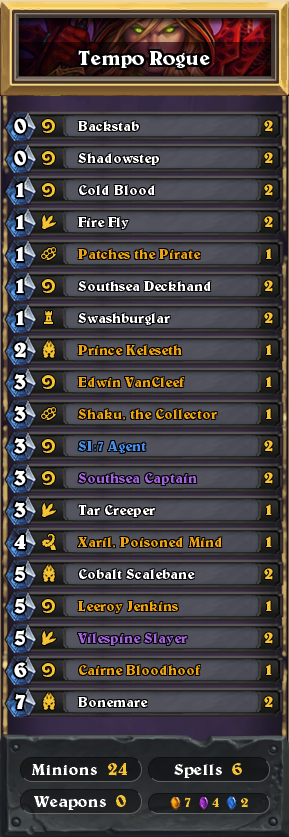 Tempo Rogue
0 Backstab 2
0 Shadowstep 2
1 Cold Blood 2
1 Fire Fly 2
1 Patches the Pirate 1
1 Southsea Deckhand 2
1 Swashburglar 2
2 Prince Keleseth 1
3 Edwin VanCleef 1
3 Shaku, the Collector 1
3 SI:7 Agent 2
3 Southsea Captain 2
3 Tar Creeper 1
4 Xaril, Poisoned Mind 1
5 Cobalt Scalebane 2
5 Leeroy Jenkins 1
5 Vilespine Slayer 2
6 Cairne Bloodhoof 1
7 Bonemare 2
Minions 24 Spells 6
Weapons 0 7 4 2